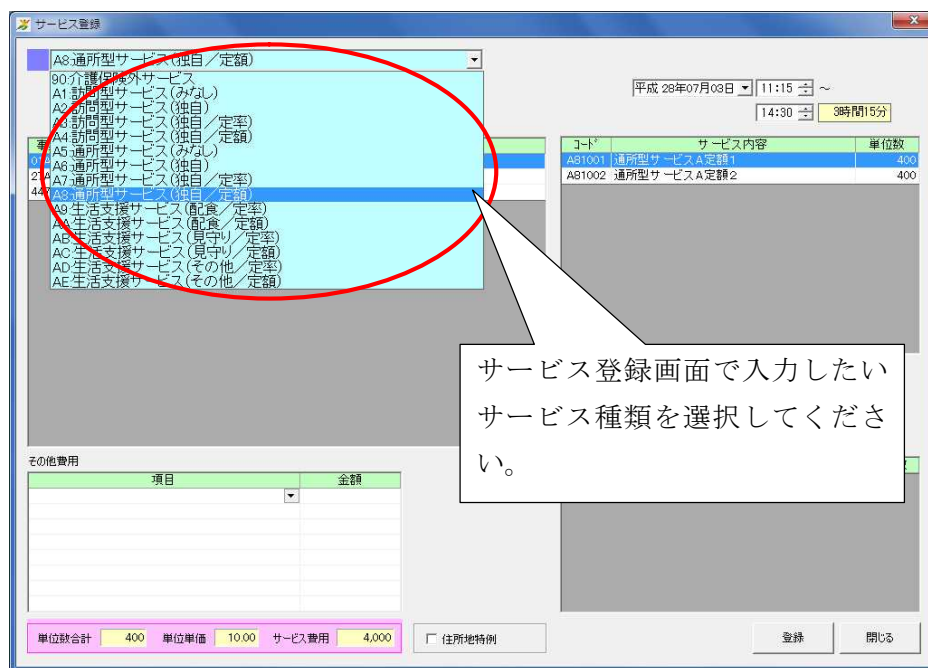 サービス登録
A8:通所型サービス(独自／定額)
90:介護保険外サービス
A1:訪問型サービス(みなし)
A2:訪問型サービス(独自)
A3:訪問型サービス(独自／定率)
A4:訪問型サービス(独自／定額)
A5:通所型サービス(みなし)
A6:通所型サービス(独自)
A7:通所型サービス(独自／定率)
A8:通所型サービス(独自／定額)
A9:生活支援サービス(配食／定率)
AA:生活支援サービス(配食／定額)
AB:生活支援サービス(見守り／定率)
AC:生活支援サービス(見守り／定額)
AD:生活支援サービス(その他／定率)
AE:生活支援サービス(その他／定額)
平成 28年07月03日 11:15 ～
14:30 3時間15分
ｺｰﾄﾞ サービス内容 単位数
A81001 通所型サービスA定額1 400
A81002 通所型サービスA定額2 400
サービス登録画面で入力したい
サービス種類を選択してくださ
い。
その他費用
項目 金額
単位数合計 400 単位単価 10.00 サービス費用 4,000
住所地特例
登録 閉じる